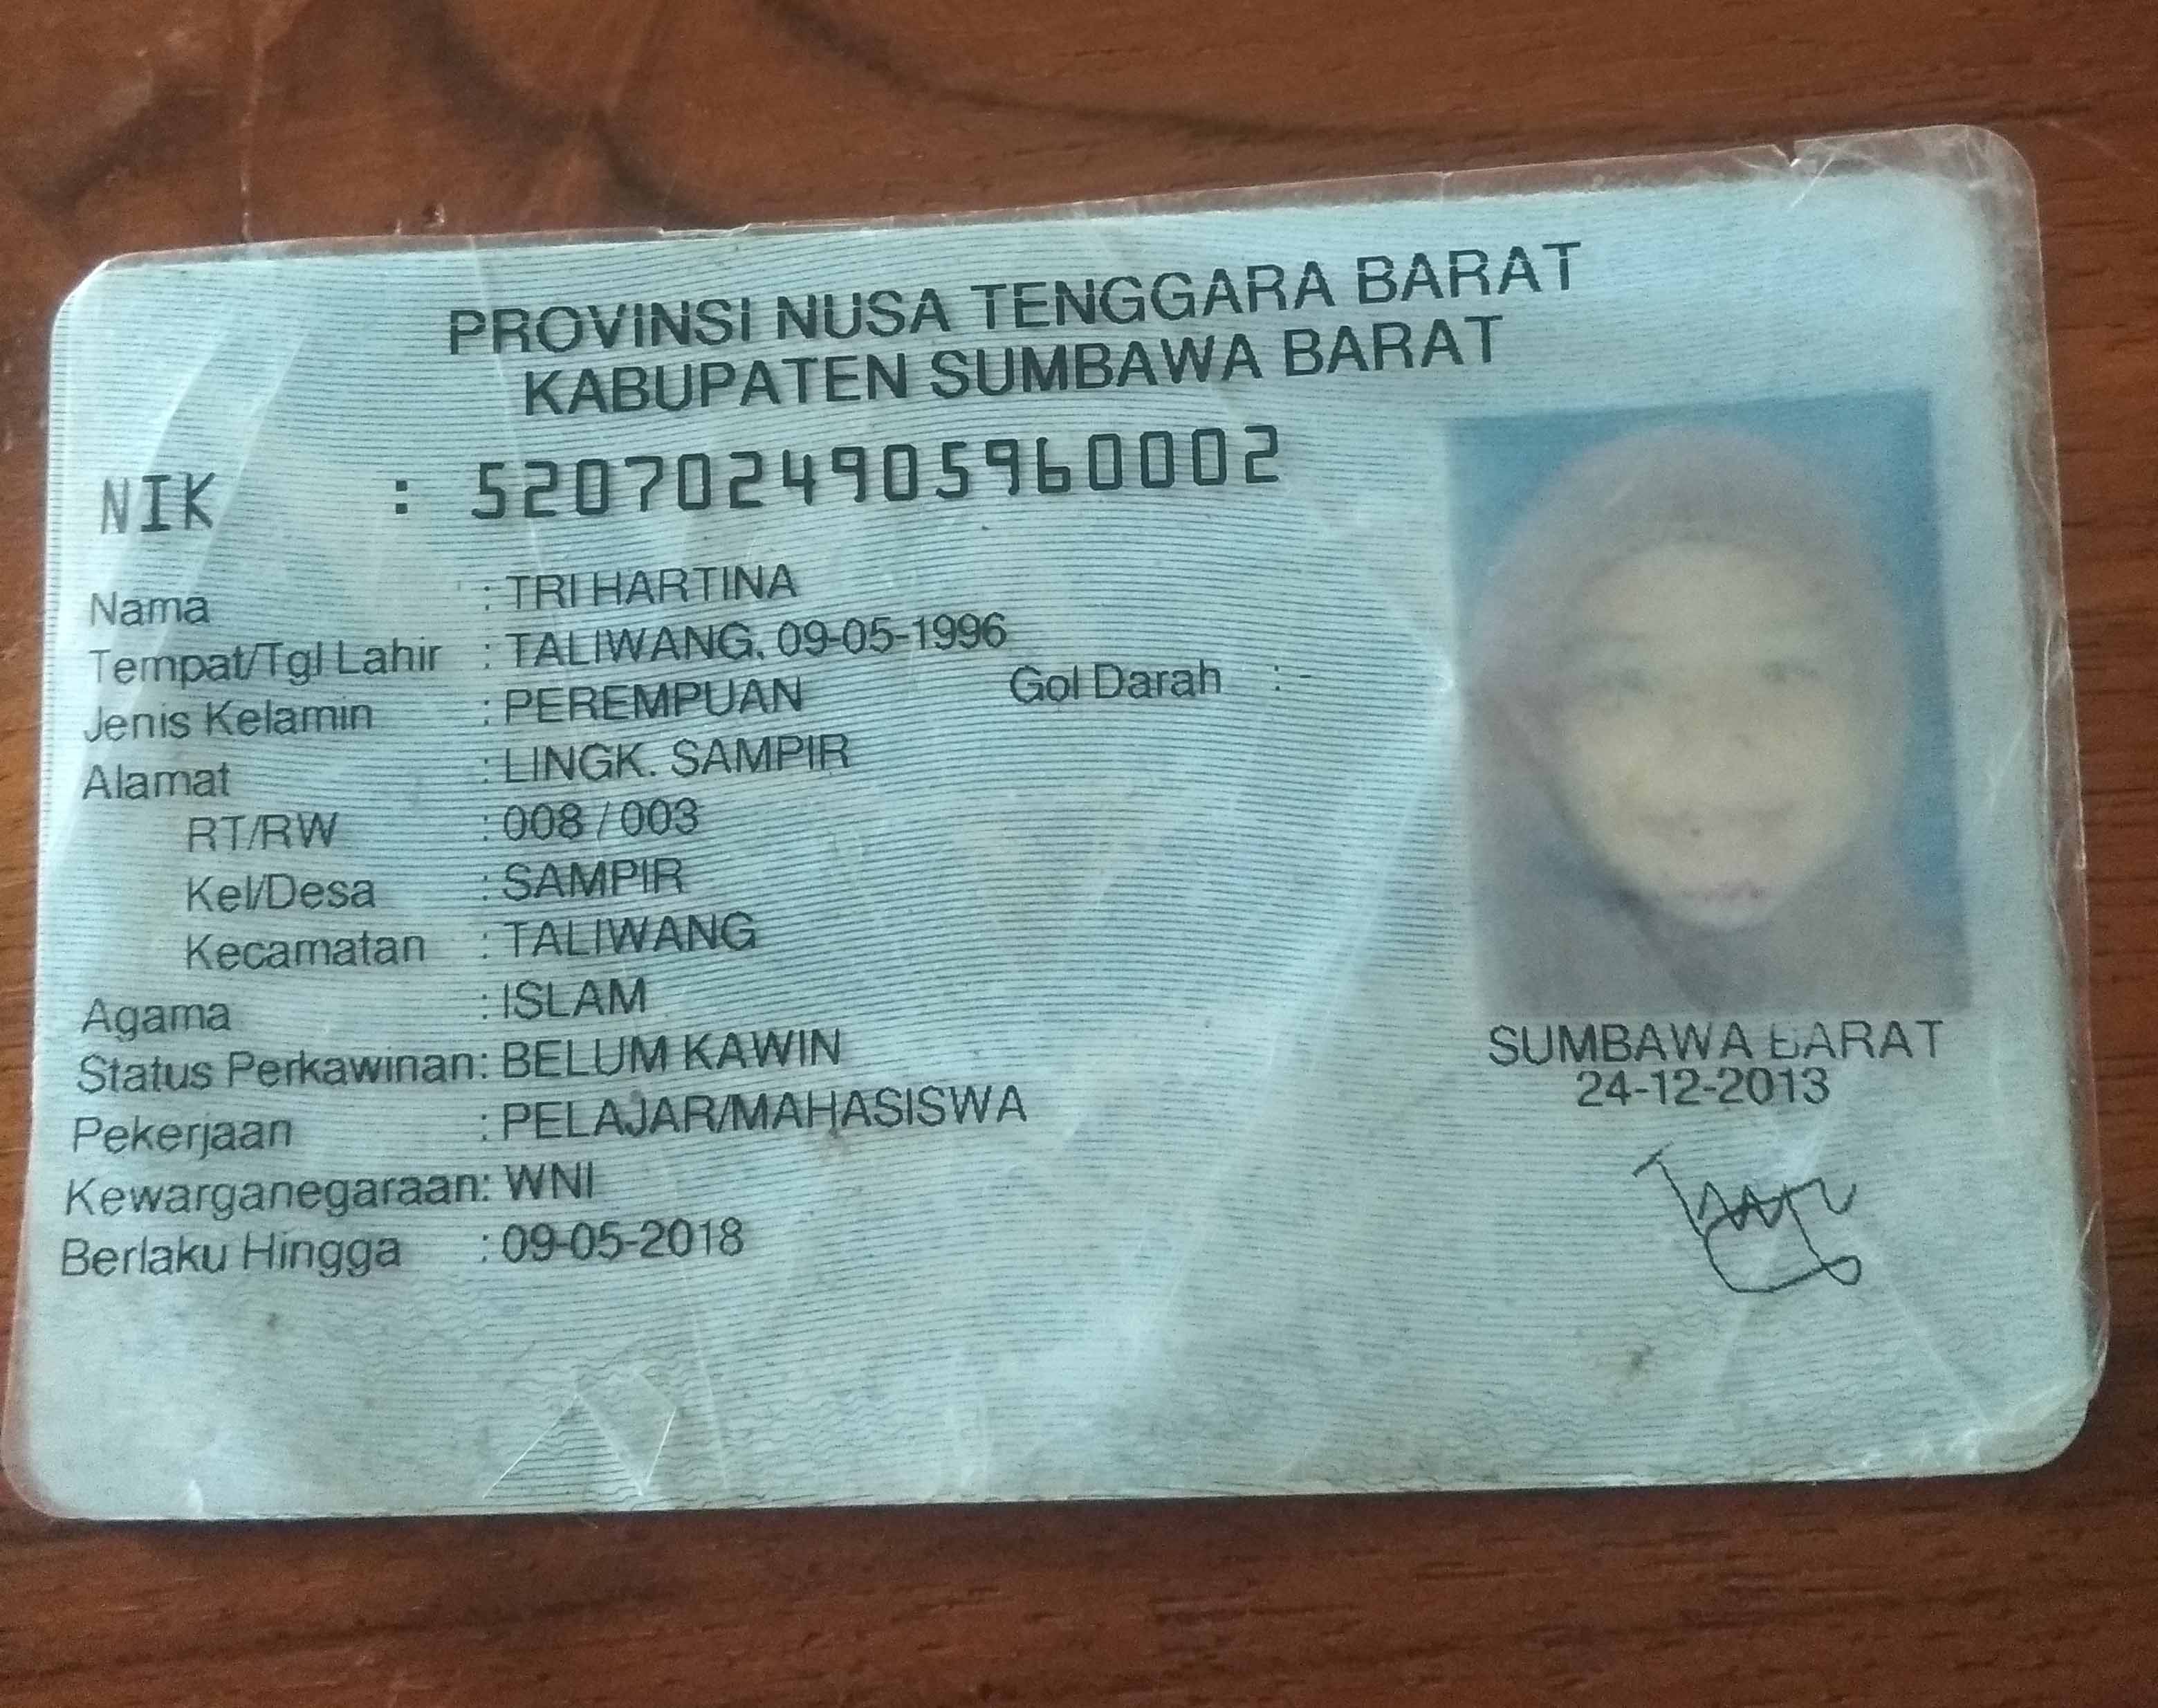 PROVINSI NUSA TENGGARA BARAT
KABUPATEN SUMBAWA BARAT
NIK : 5207024905960002
Nama : TRI HARTINA
Tempat/Tgl Lahir : TALIWANG, 09-05-1996
Jenis Kelamin : PEREMPUAN Gol Darah : -
Alamat : LINGK. SAMPIR
RT/RW : 008 / 003
Kel/Desa : SAMPIR
Kecamatan : TALIWANG
Agama : ISLAM
Status Perkawinan: BELUM KAWIN
Pekerjaan : PELAJAR/MAHASISWA
Kewarganegaraan: WNI
Berlaku Hingga : 09-05-2018
SUMBAWA BARAT
24-12-2013